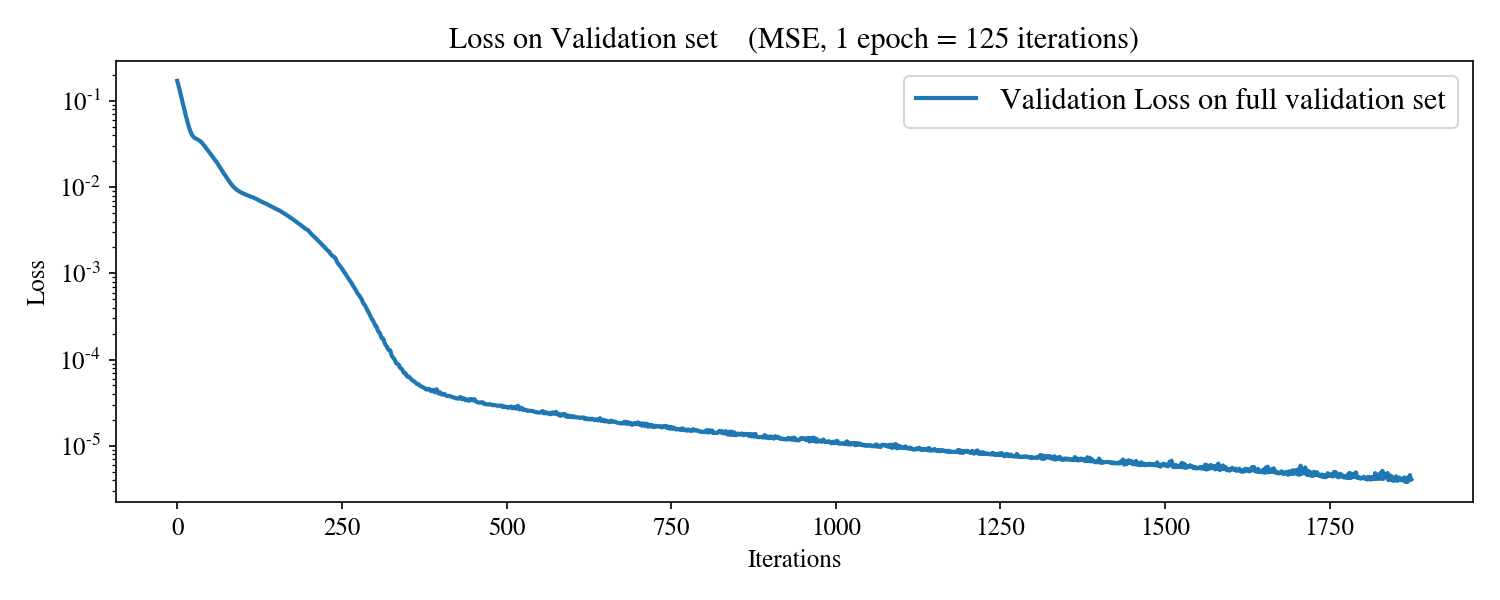 Loss on Validation set (MSE, 1 epoch = 125 iterations)
Validation Loss on full validation set
Loss
10^-1
10^-2
10^-3
10^-4
10^-5
0 250 500 750 1000 1250 1500 1750
Iterations